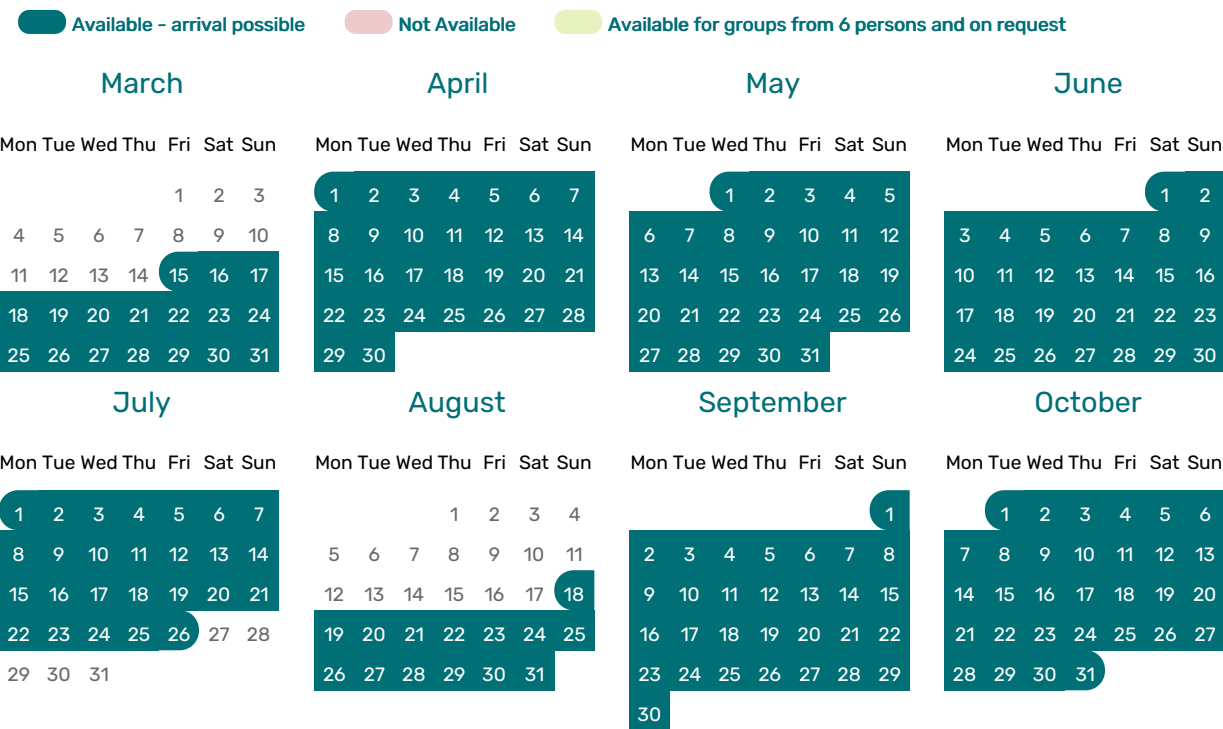 Available - arrival possible Not Available Available for groups from 6 persons and on request
March April May June
Mon Tue Wed Thu Fri Sat Sun Mon Tue Wed Thu Fri Sat Sun Mon Tue Wed Thu Fri Sat Sun Mon Tue Wed Thu Fri Sat Sun
1 2 3 1 2 3 4 5 6 7 1 2 3 4 5 1 2
4 5 6 7 8 9 10 8 9 10 11 12 13 14 6 7 8 9 10 11 12 3 4 5 6 7 8 9
11 12 13 14 15 16 17 15 16 17 18 19 20 21 13 14 15 16 17 18 19 10 11 12 13 14 15 16
18 19 20 21 22 23 24 22 23 24 25 26 27 28 20 21 22 23 24 25 26 17 18 19 20 21 22 23
25 26 27 28 29 30 31 29 30 27 28 29 30 31 24 25 26 27 28 29 30
July August September October
Mon Tue Wed Thu Fri Sat Sun Mon Tue Wed Thu Fri Sat Sun Mon Tue Wed Thu Fri Sat Sun Mon Tue Wed Thu Fri Sat Sun
1 2 3 4 5 6 7 1 2 3 4 1 1 2 3 4 5 6
8 9 10 11 12 13 14 5 6 7 8 9 10 11 2 3 4 5 6 7 8 7 8 9 10 11 12 13
15 16 17 18 19 20 21 12 13 14 15 16 17 18 9 10 11 12 13 14 15 14 15 16 17 18 19 20
22 23 24 25 26 27 28 19 20 21 22 23 24 25 16 17 18 19 20 21 22 21 22 23 24 25 26 27
29 30 31 26 27 28 29 30 31 23 24 25 26 27 28 29 28 29 30 31
30